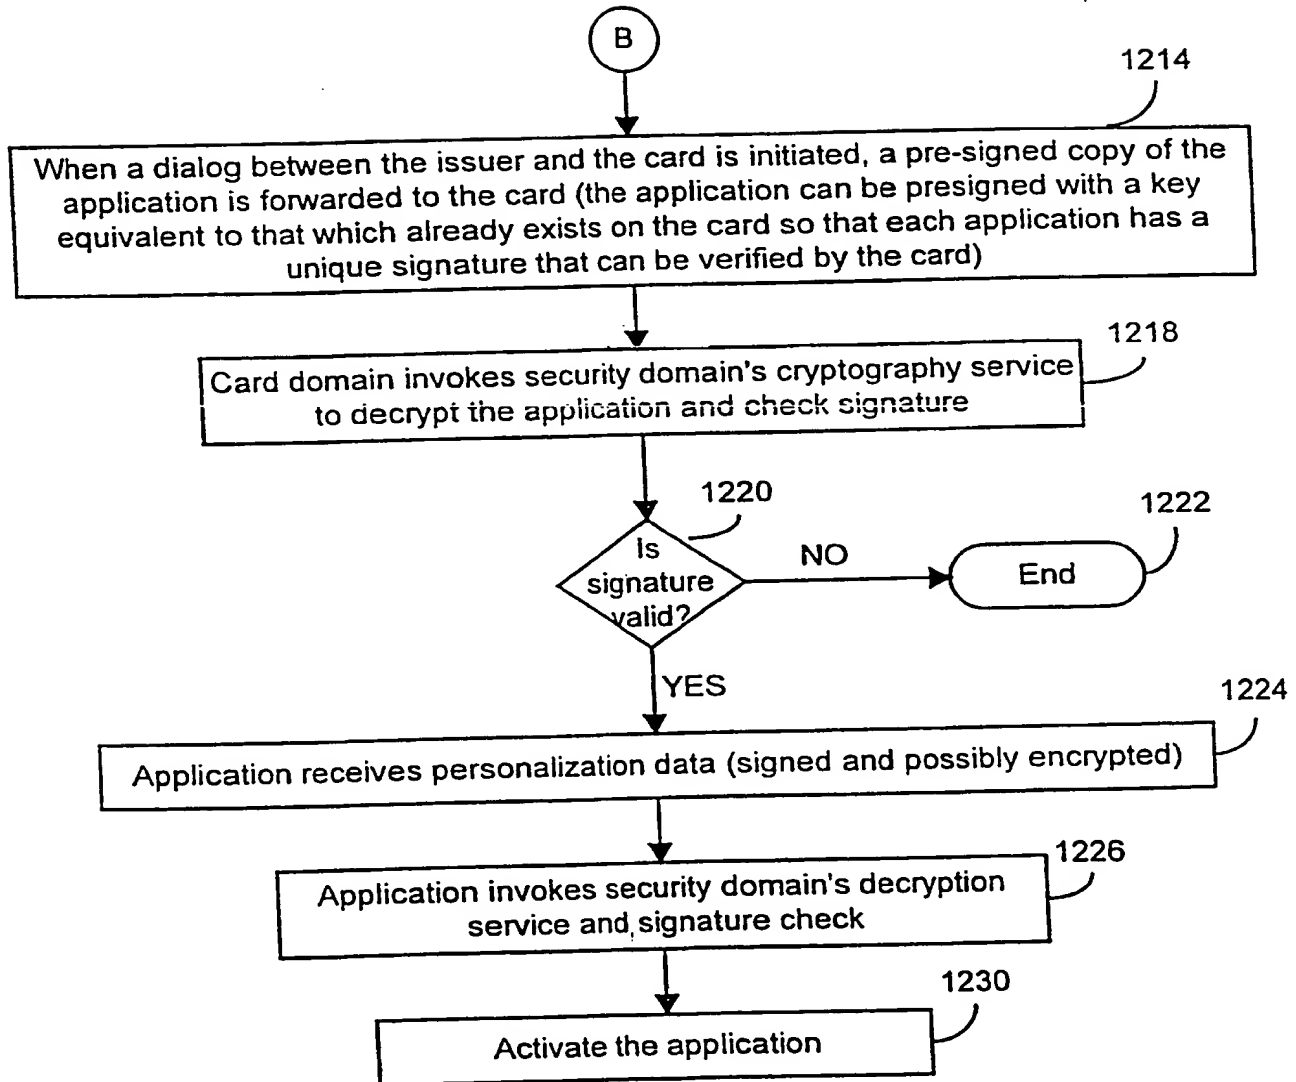 B
1214
When a dialog between the issuer and the card is initiated, a pre-signed copy of the
application is forwarded to the card (the application can be presigned with a key
equivalent to that which already exists on the card so that each application has a
unique signature that can be verified by the card)
1218
Card domain invokes security domain's cryptography service
to decrypt the application and check signature
1220
Is
signature
valid?
NO
1222
End
YES
1224
Application receives personalization data (signed and possibly encrypted)
1226
Application invokes security domain's decryption
service and signature check
1230
Activate the application